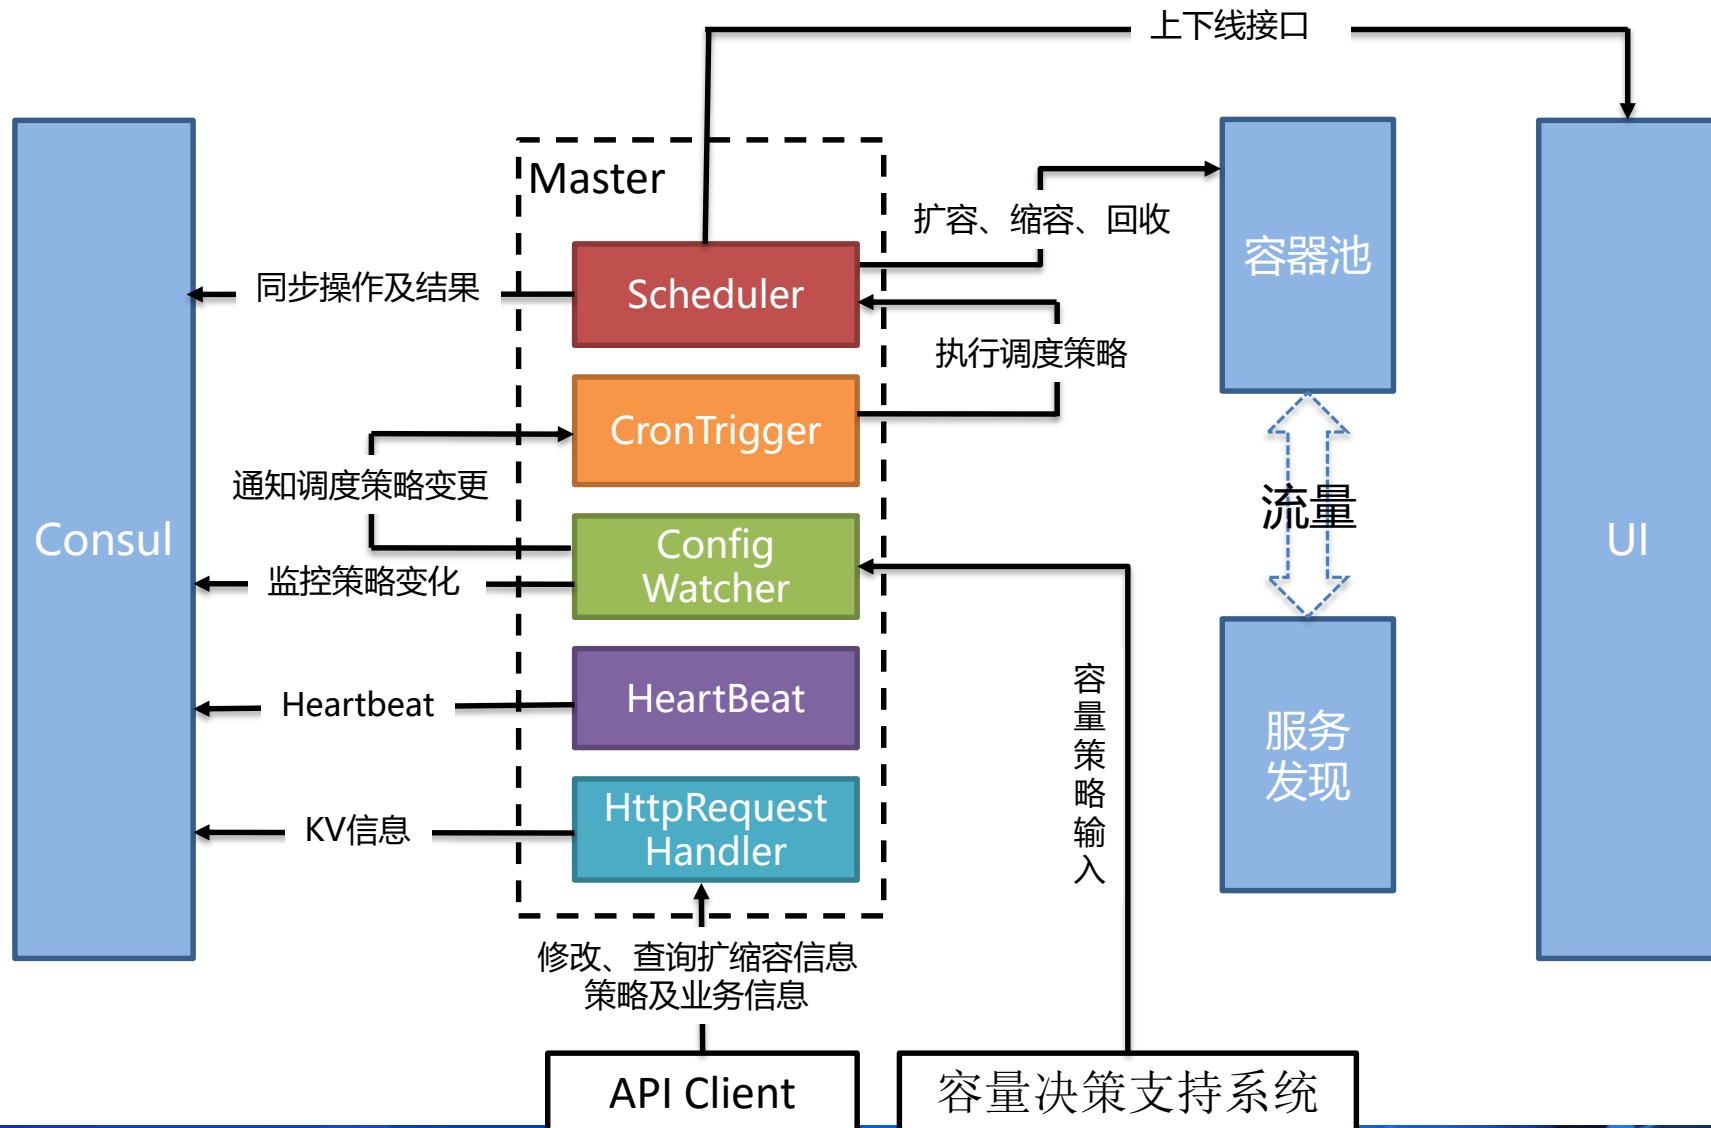 上下线接口
Master
扩容、缩容、回收
容器池
同步操作及结果
Scheduler
执行调度策略
CronTrigger
通知调度策略变更
流量
Consul
Config
Watcher
UI
监控策略变化
容量策略输入
Heartbeat
HeartBeat
服务
发现
KV信息
HttpRequest
Handler
修改、查询扩缩容信息
策略及业务信息
API Client
容量决策支持系统